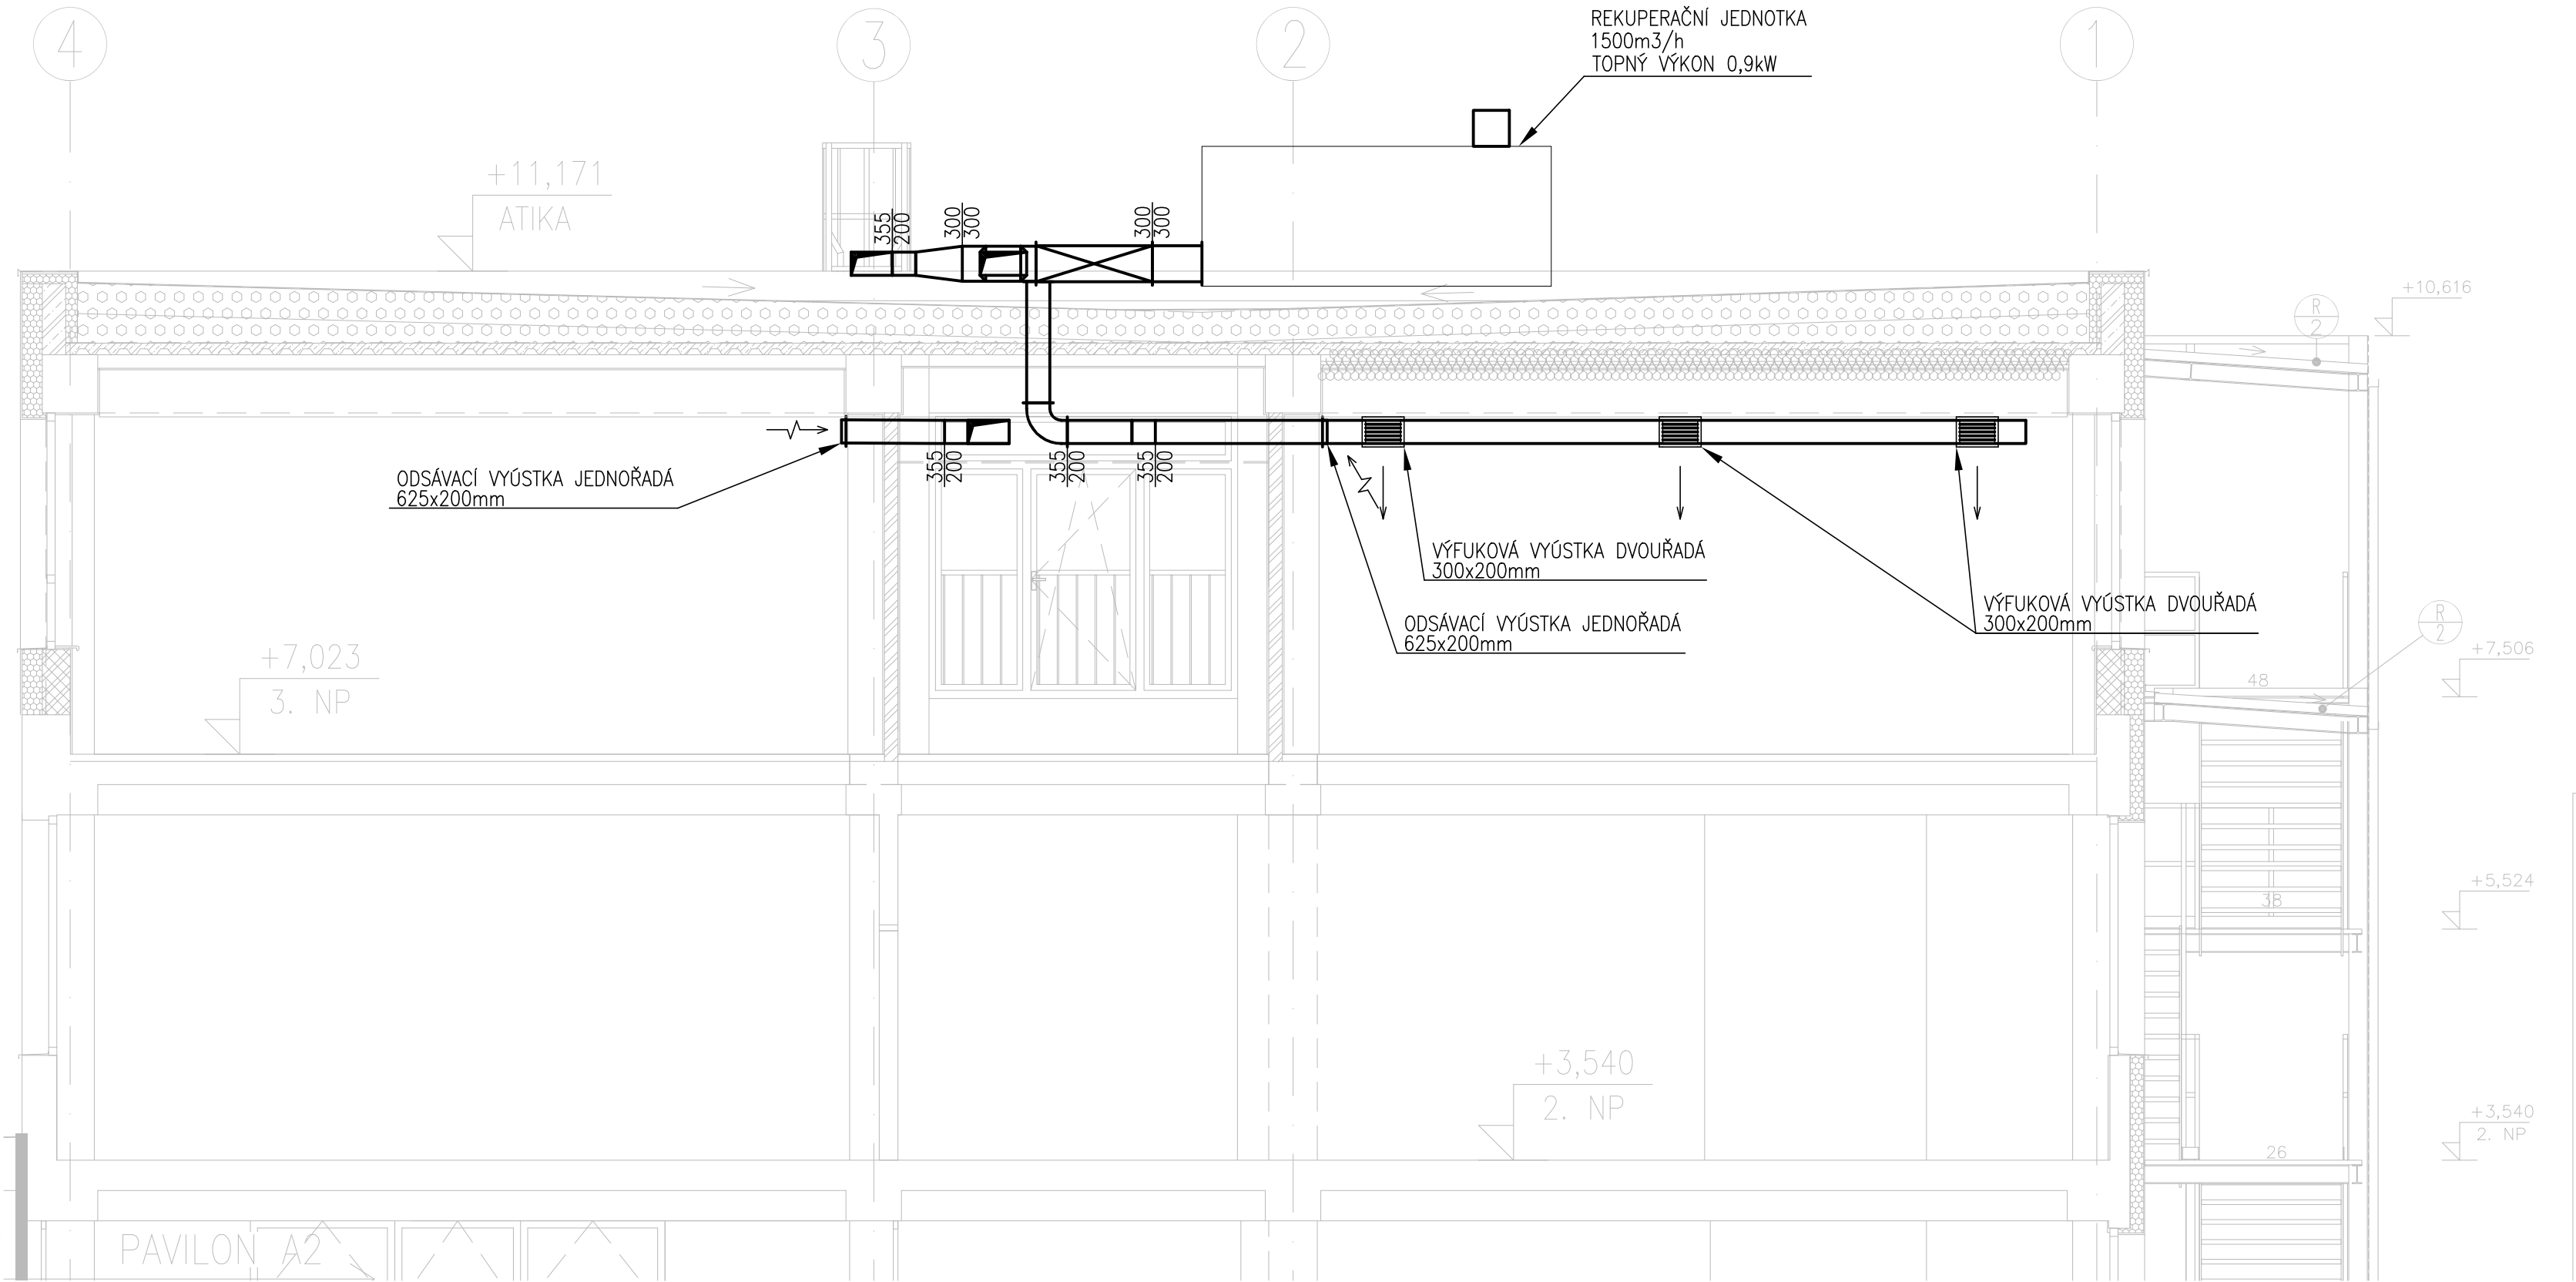 4
3
2
1
REKUPERAČNÍ JEDNOTKA
1500m3/h
TOPNÝ VÝKON 0,9kW
+11,171
ATIKA
355
200
300
300
300
300
+10,616
R
2
ODSÁVACÍ VYÚSTKA JEDNOŘADÁ
625x200mm
355
200
355
200
355
200
VÝFUKOVÁ VYÚSTKA DVOUŘADÁ
300x200mm
ODSÁVACÍ VYÚSTKA JEDNOŘADÁ
625x200mm
VÝFUKOVÁ VYÚSTKA DVOUŘADÁ
300x200mm
R
2
+7,023
3. NP
+7,506
48
+5,524
38
+3,540
2. NP
+3,540
2. NP
26
PAVILON A2